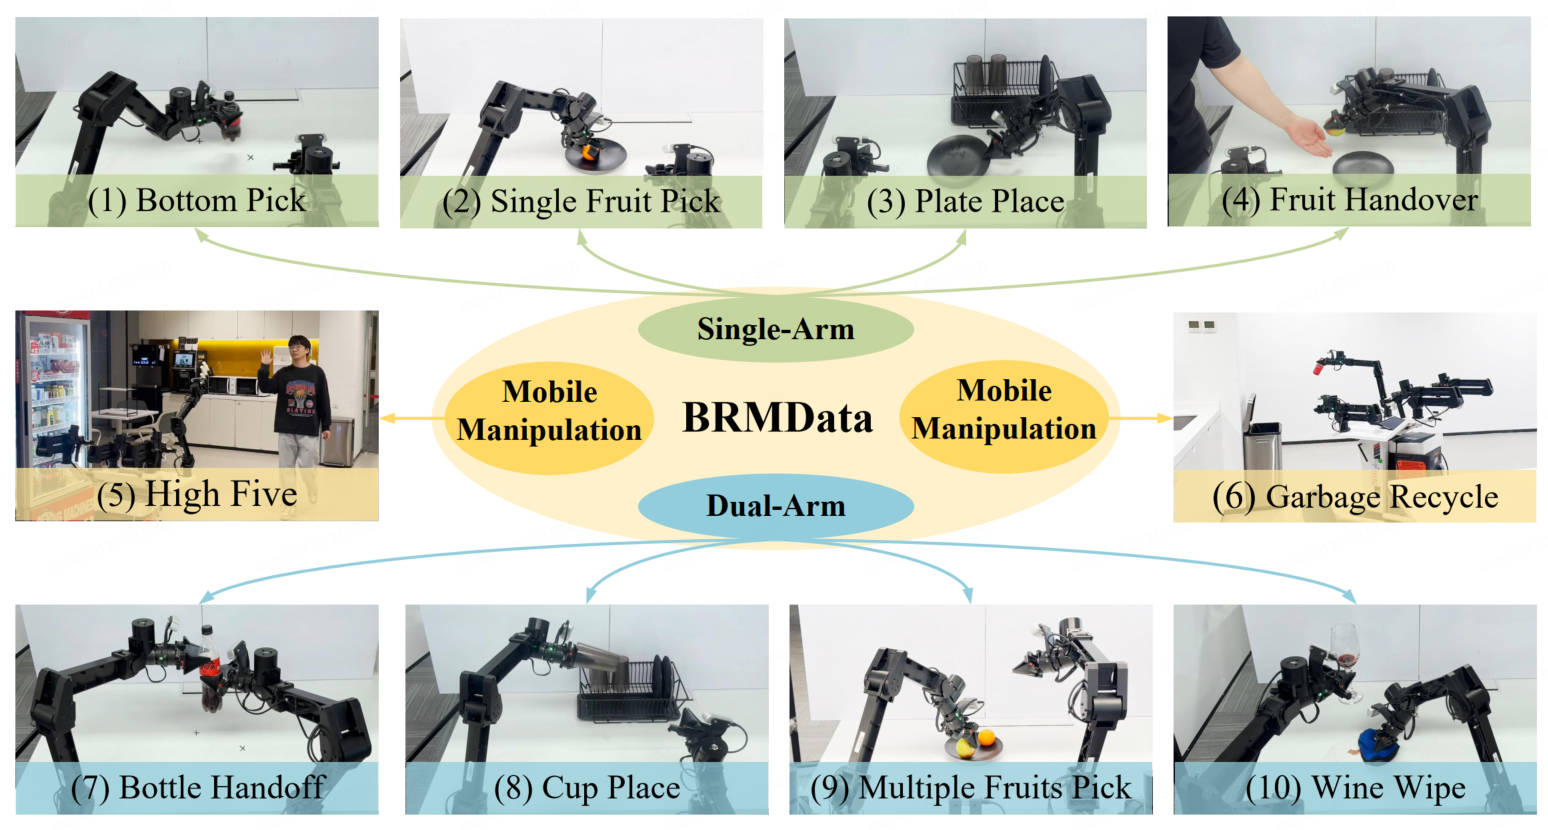 (1) Bottom Pick
(2) Single Fruit Pick
(3) Plate Place
(4) Fruit Handover
Single-Arm
Mobile
Manipulation
BRMData
Mobile
Manipulation
Dual-Arm
(5) High Five
(6) Garbage Recycle
(7) Bottle Handoff
(8) Cup Place
(9) Multiple Fruits Pick
(10) Wine Wipe